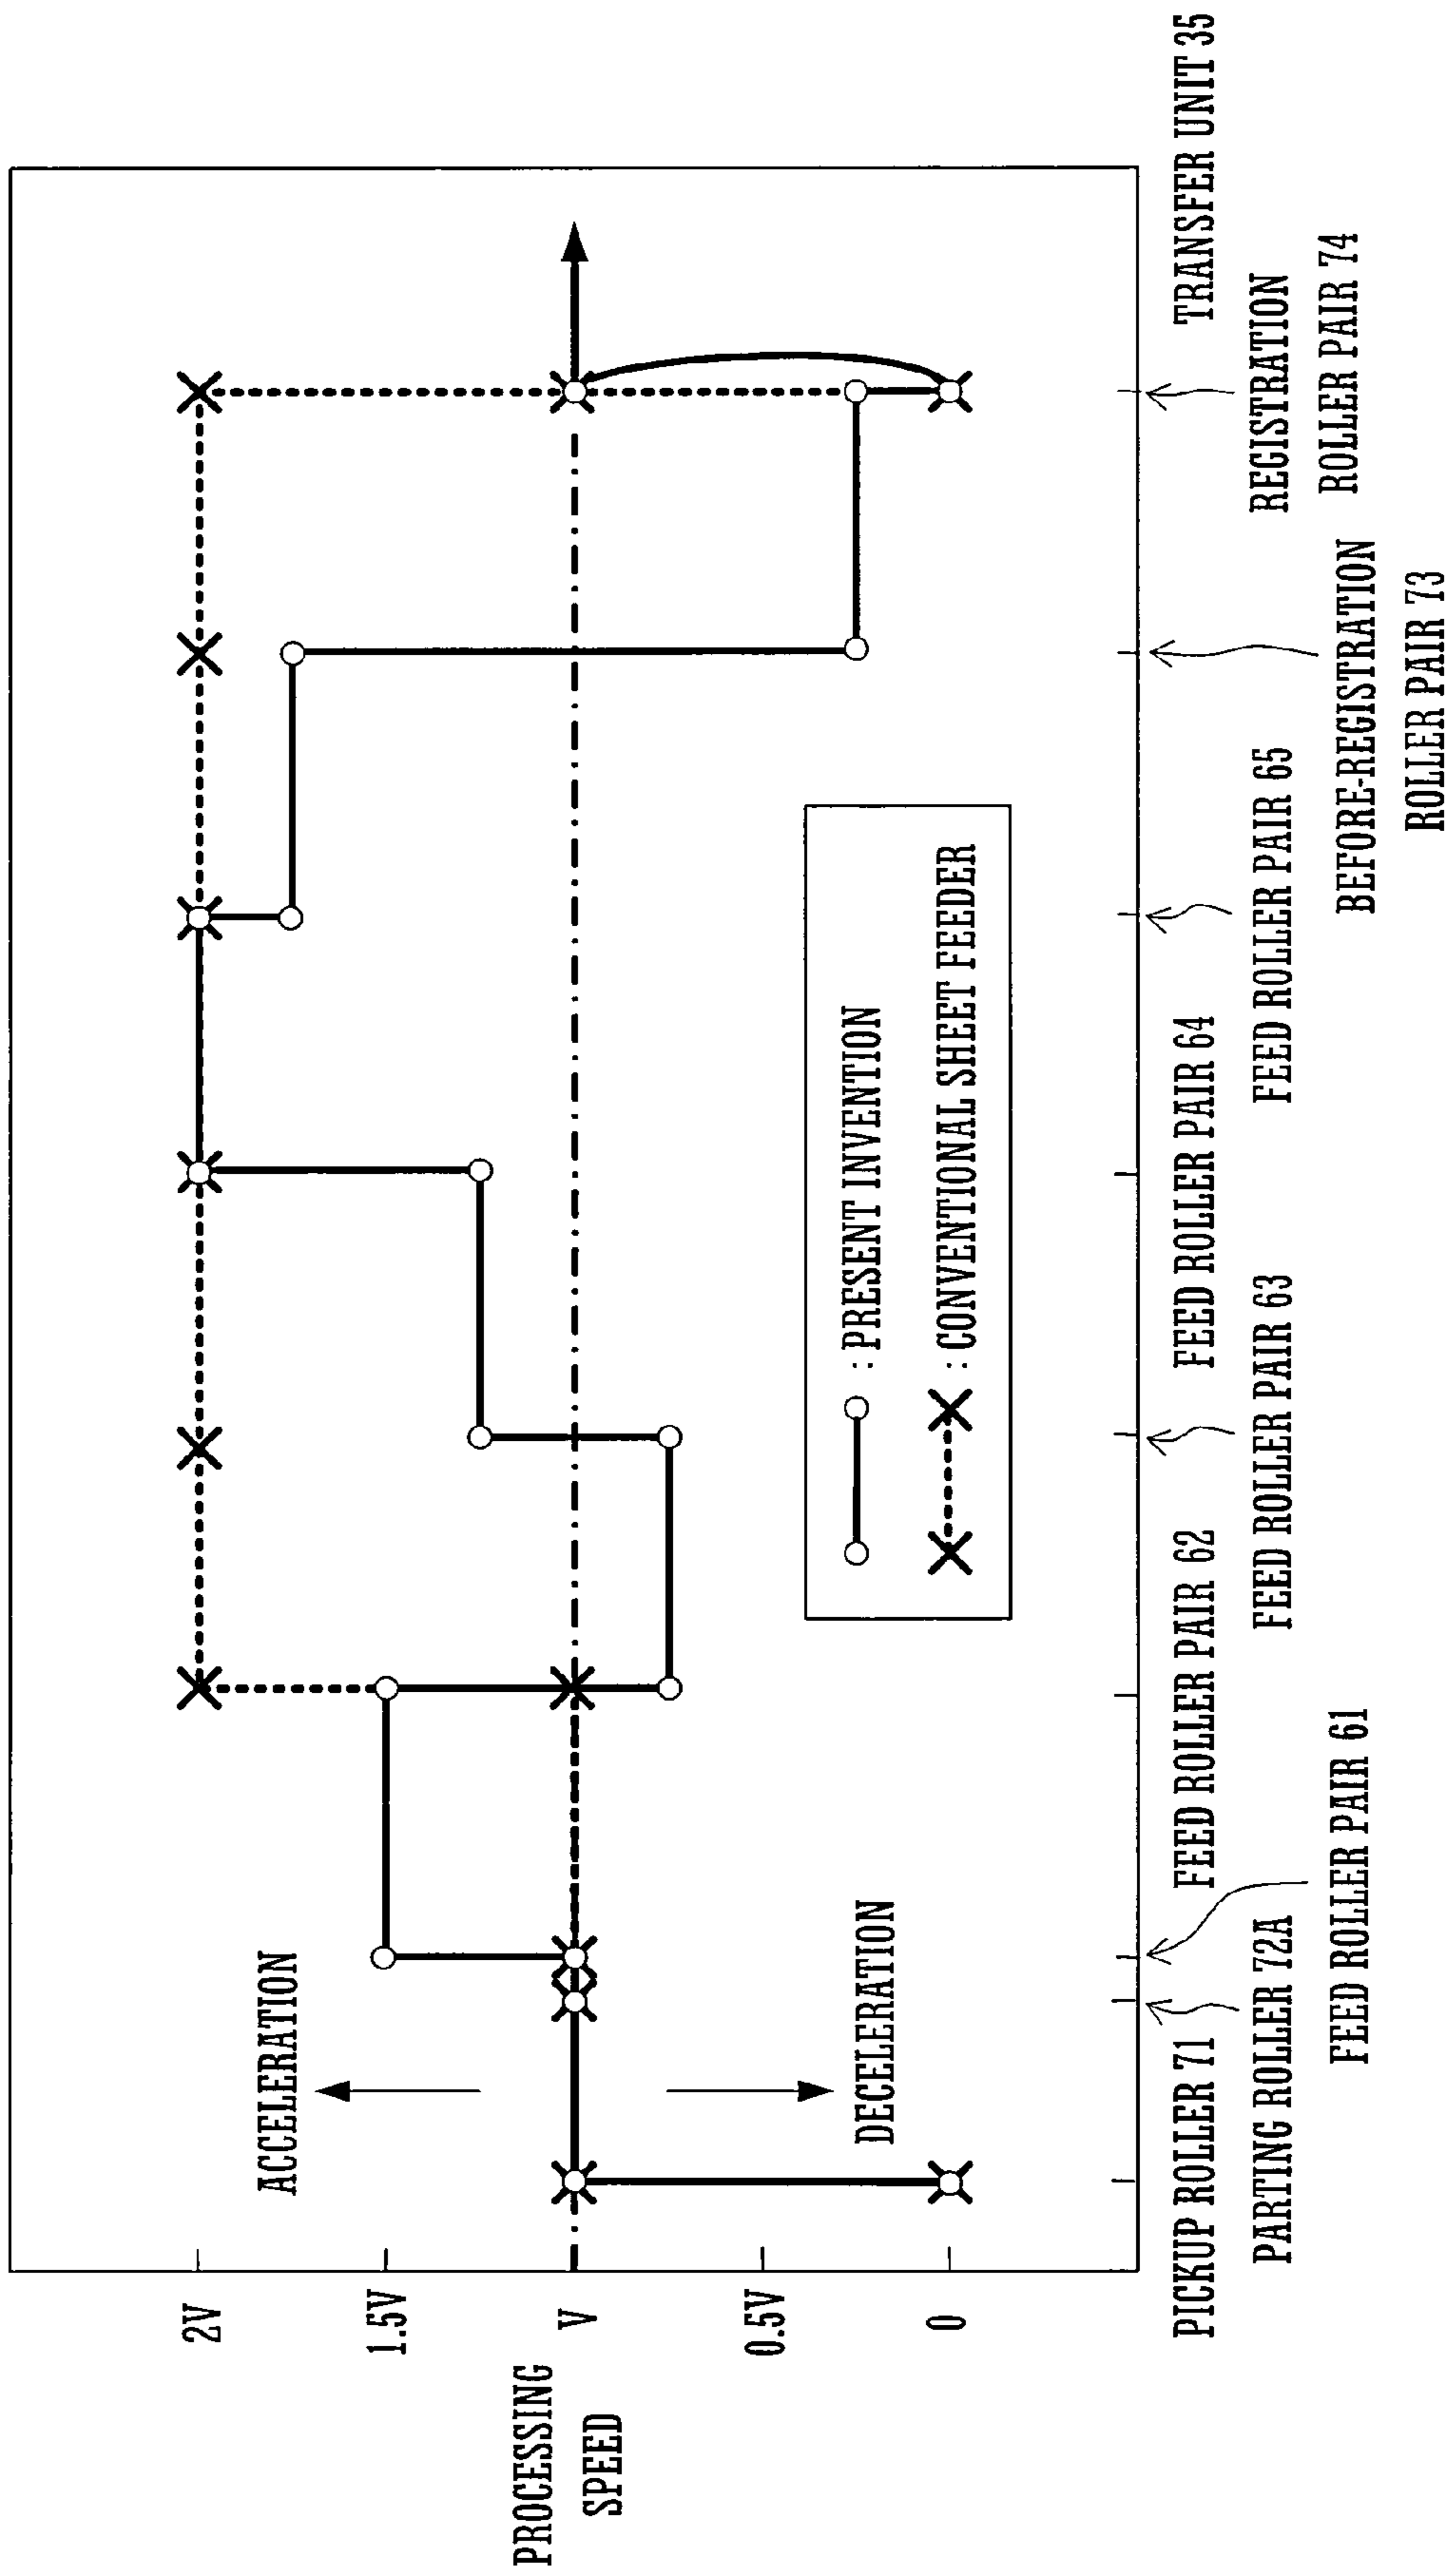 2V
1.5V
V
0.5V
0
PROCESSING
SPEED
ACCELERATION
DECELERATION
: PRESENT INVENTION
: CONVENTIONAL SHEET FEEDER
PICKUP ROLLER 71
PARTING ROLLER 72A
FEED ROLLER PAIR 61
FEED ROLLER PAIR 62
FEED ROLLER PAIR 63
FEED ROLLER PAIR 64
FEED ROLLER PAIR 65
BEFORE-REGISTRATION
ROLLER PAIR 73
REGISTRATION
ROLLER PAIR 74
TRANSFER UNIT 35